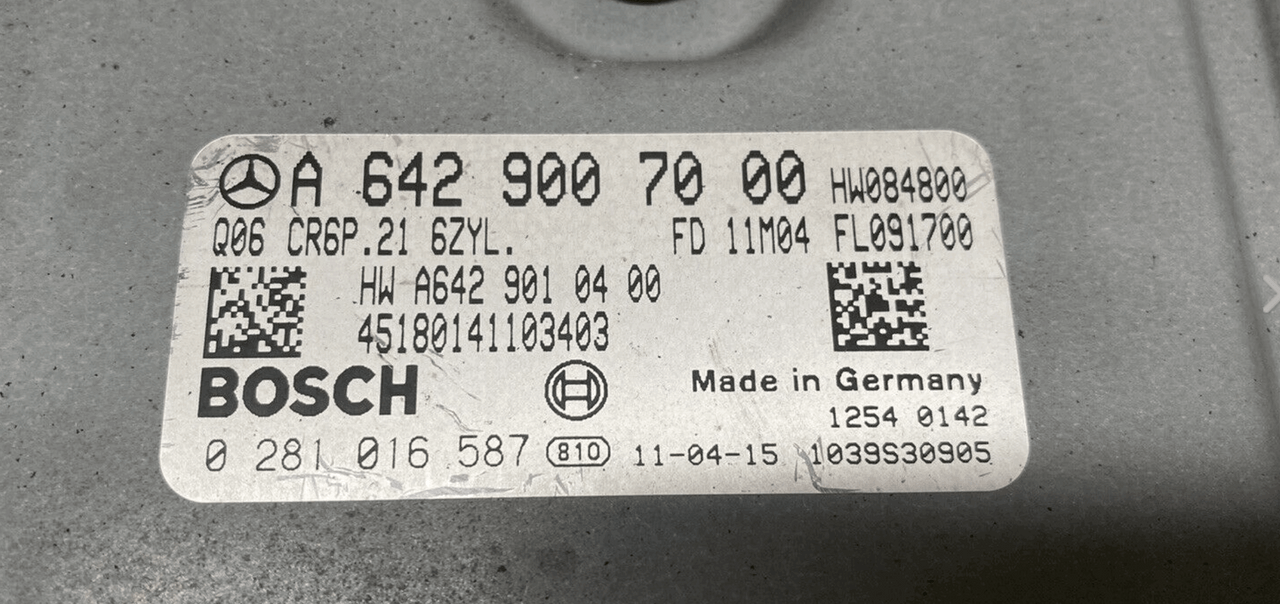 A 642 900 70 00 HW084800
Q06 CR6P.21 6ZYL. FD 11M04 FL091700
HW A642 901 04 00
45180141103403
BOSCH
Made in Germany
1254 0142
0 281 016 587 810 11-04-15 1039S30905